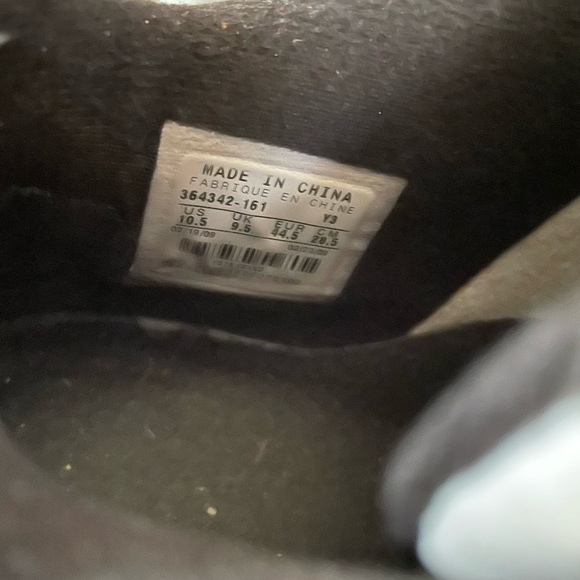 MADE IN CHINA
FABRIQUE EN CHINE
364342-161 Y3
US UK EUR CM
10.5 9.5 44.5 28.5